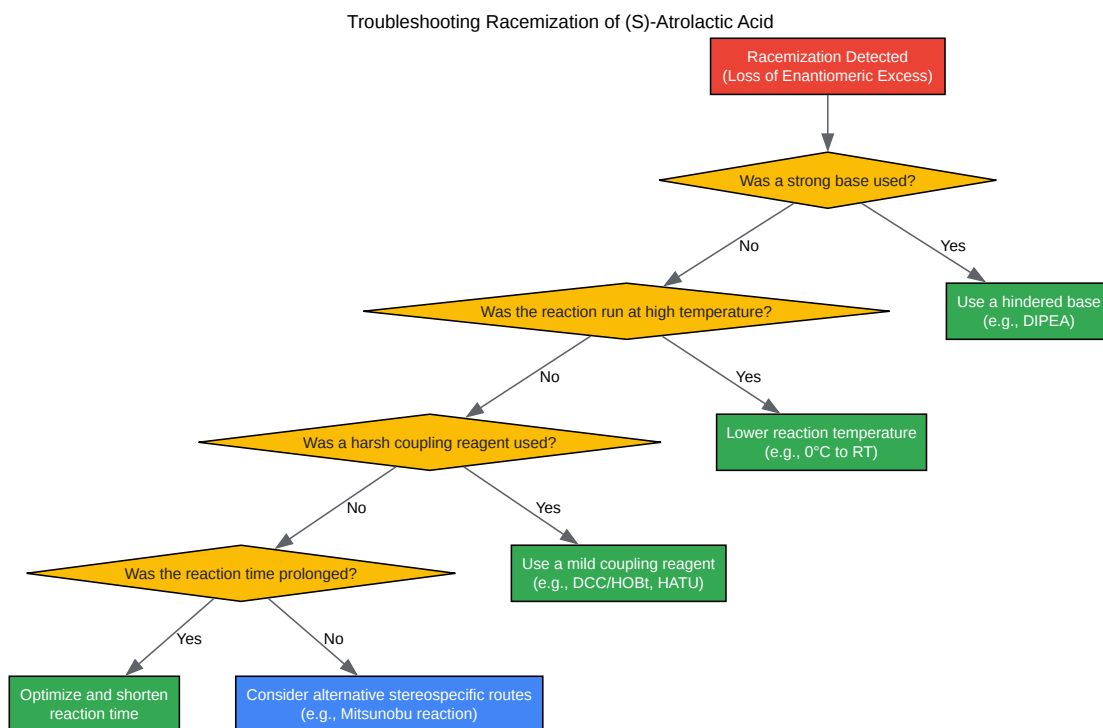 Troubleshooting Racemization of (S)-Atrolactic Acid
Racemization Detected
(Loss of Enantiomeric Excess)
Was a strong base used?
No
Yes
Was the reaction run at high temperature?
Use a hindered base
(e.g., DIPEA)
No
Yes
Was a harsh coupling reagent used?
Lower reaction temperature
(e.g., 0°C to RT)
No
Yes
Was the reaction time prolonged?
Use a mild coupling reagent
(e.g., DCC/HOBt, HATU)
Yes
No
Optimize and shorten
reaction time
Consider alternative stereospecific routes
(e.g., Mitsunobu reaction)